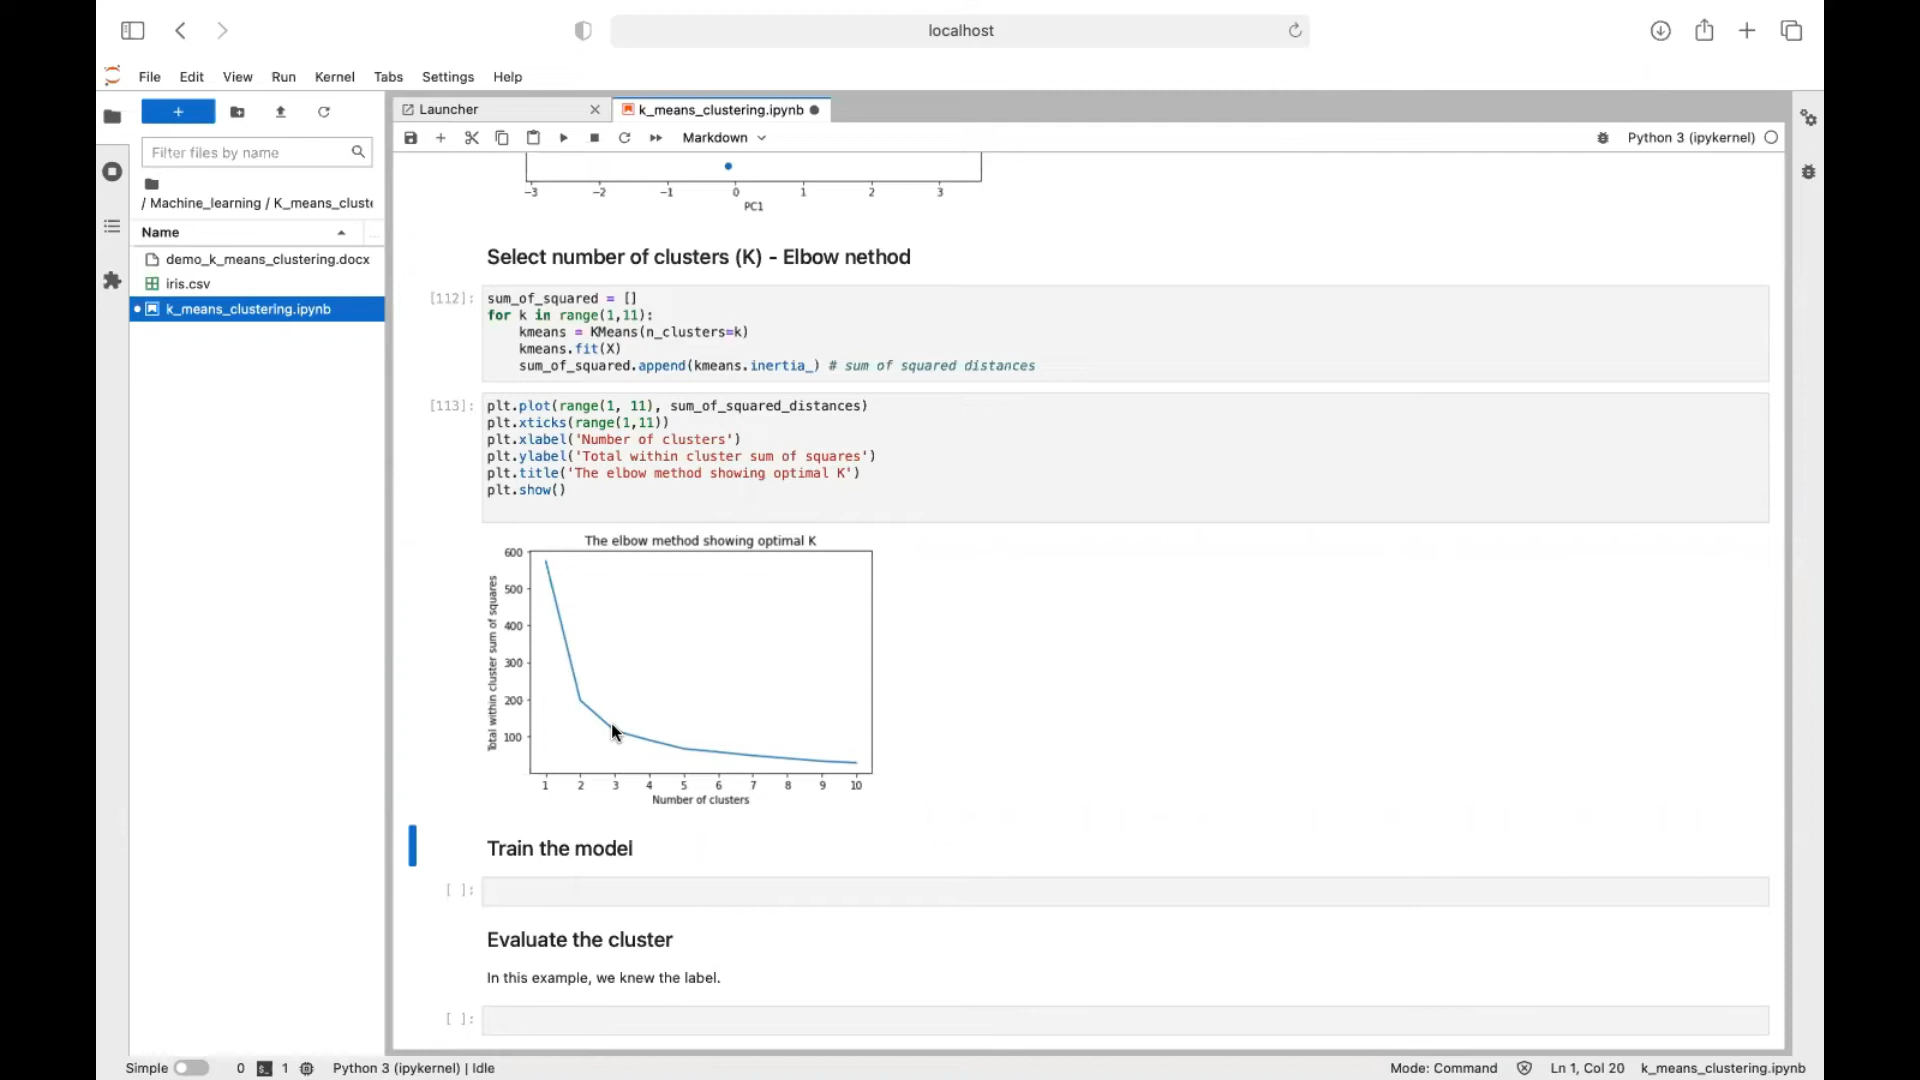 localhost
File Edit View Run Kernel Tabs Settings Help
+
Filter files by name
/ Machine_learning / K_means_cluste
Name
demo_k_means_clustering.docx
iris.csv
k_means_clustering.ipynb
Launcher
k_means_clustering.ipynb
Markdown
Python 3 (ipykernel)
−3 −2 −1 0 1 2 3
PC1
Select number of clusters (K) - Elbow nethod
[112]:
sum_of_squared = []
for k in range(1,11):
    kmeans = KMeans(n_clusters=k)
    kmeans.fit(X)
    sum_of_squared.append(kmeans.inertia_) # sum of squared distances
[113]:
plt.plot(range(1, 11), sum_of_squared_distances)
plt.xticks(range(1,11))
plt.xlabel('Number of clusters')
plt.ylabel('Total within cluster sum of squares')
plt.title('The elbow method showing optimal K')
plt.show()
The elbow method showing optimal K
Total within cluster sum of squares
600
500
400
300
200
100
1 2 3 4 5 6 7 8 9 10
Number of clusters
Train the model
[ ]:
Evaluate the cluster
In this example, we knew the label.
[ ]:
Simple 0 1 Python 3 (ipykernel) | Idle
Mode: Command Ln 1, Col 20 k_means_clustering.ipynb